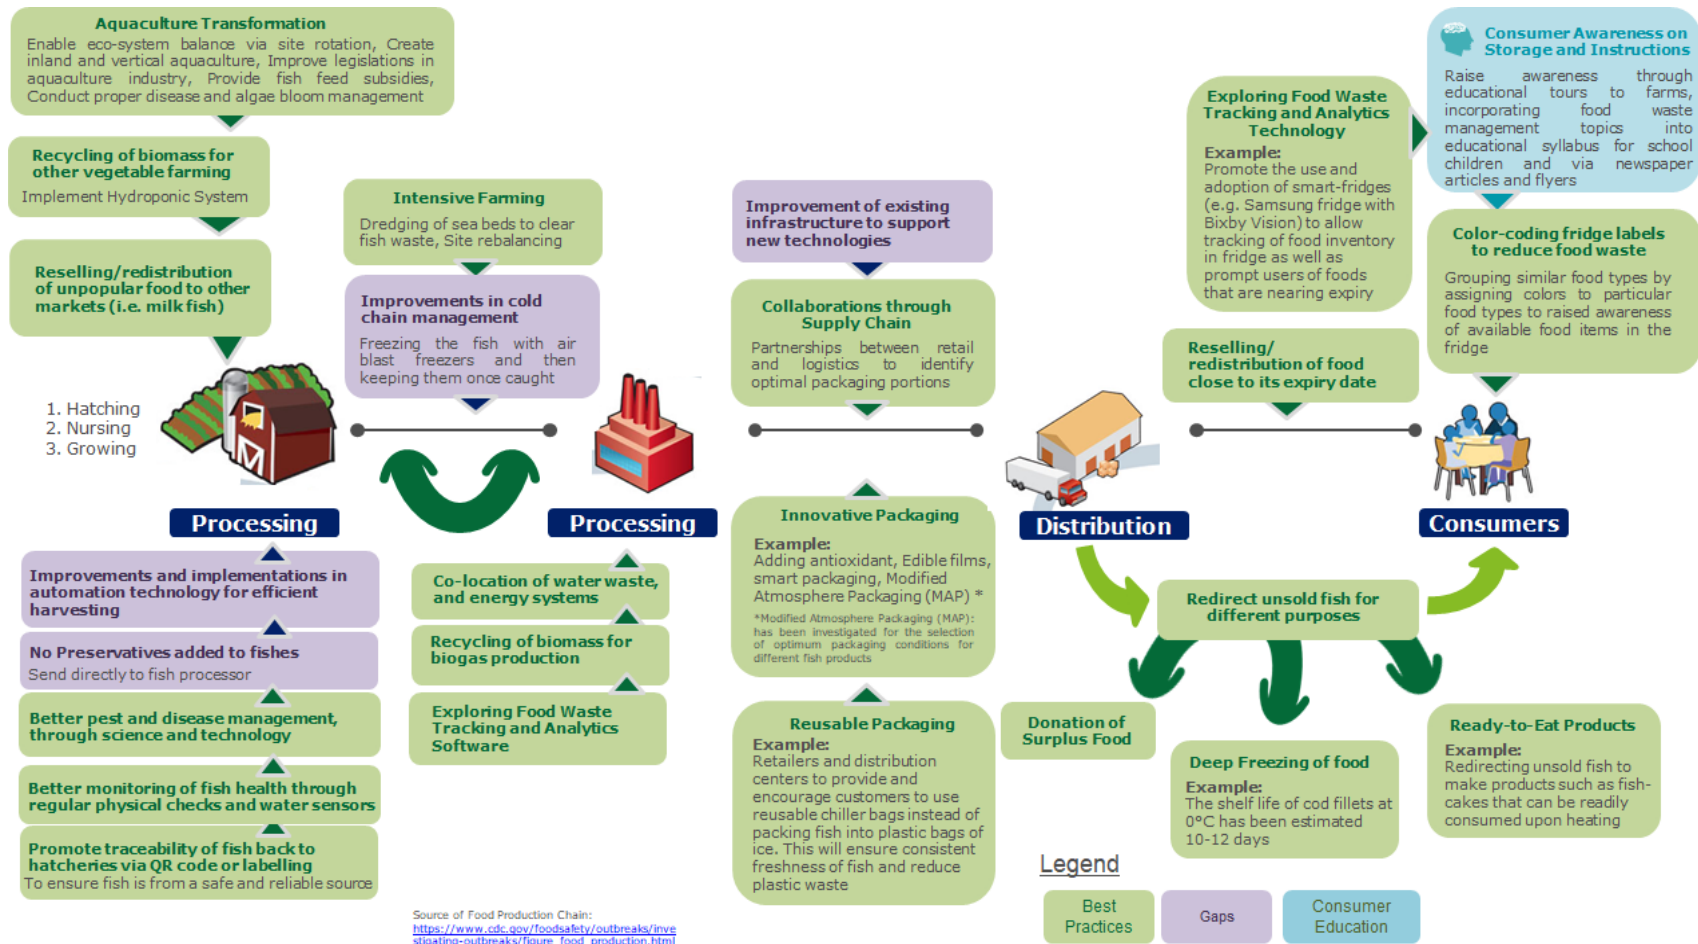 Aquaculture Transformation
Enable eco-system balance via site rotation, Create
inland and vertical aquaculture, Improve legislations in
aquaculture industry, Provide fish feed subsidies,
Conduct proper disease and algae bloom management
Recycling of biomass for
other vegetable farming
Implement Hydroponic System
Reselling/redistribution
of unpopular food to other
markets (i.e. milk fish)
1. Hatching
2. Nursing
3. Growing
Processing
Improvements and implementations in
automation technology for efficient
harvesting
No Preservatives added to fishes
Send directly to fish processor
Better pest and disease management,
through science and technology
Better monitoring of fish health through
regular physical checks and water sensors
Promote traceability of fish back to
hatcheries via QR code or labelling
To ensure fish is from a safe and reliable source
Intensive Farming
Dredging of sea beds to clear
fish waste, Site rebalancing
Improvements in cold
chain management
Freezing the fish with air
blast freezers and then
keeping them once caught
Processing
Co-location of water waste,
and energy systems
Recycling of biomass for
biogas production
Exploring Food Waste
Tracking and Analytics
Software
Source of Food Production Chain:
https://www.cdc.gov/foodsafety/outbreaks/inve
stigating-outbreaks/figure_food_production.html
Improvement of existing
infrastructure to support
new technologies
Collaborations through
Supply Chain
Partnerships between retail
and logistics to identify
optimal packaging portions
Innovative Packaging
Example:
Adding antioxidant, Edible films,
smart packaging, Modified
Atmosphere Packaging (MAP) *
*Modified Atmosphere Packaging (MAP):
has been investigated for the selection
of optimum packaging conditions for
different fish products
Reusable Packaging
Example:
Retailers and distribution
centers to provide and
encourage customers to use
reusable chiller bags instead of
packing fish into plastic bags of
ice. This will ensure consistent
freshness of fish and reduce
plastic waste
Distribution
Exploring Food Waste
Tracking and Analytics
Technology
Example:
Promote the use and
adoption of smart-fridges
(e.g. Samsung fridge with
Bixby Vision) to allow
tracking of food inventory
in fridge as well as
prompt users of foods
that are nearing expiry
Reselling/
redistribution of food
close to its expiry date
Consumer Awareness on
Storage and Instructions
Raise awareness through
educational tours to farms,
incorporating food waste
management topics into
educational syllabus for school
children and via newspaper
articles and flyers
Color-coding fridge labels
to reduce food waste
Grouping similar food types by
assigning colors to particular
food types to raised awareness
of available food items in the
fridge
Consumers
Redirect unsold fish for
different purposes
Donation of
Surplus Food
Deep Freezing of food
Example:
The shelf life of cod fillets at
0°C has been estimated
10-12 days
Ready-to-Eat Products
Example:
Redirecting unsold fish to
make products such as fish-
cakes that can be readily
consumed upon heating
Legend
Best
Practices
Gaps
Consumer
Education